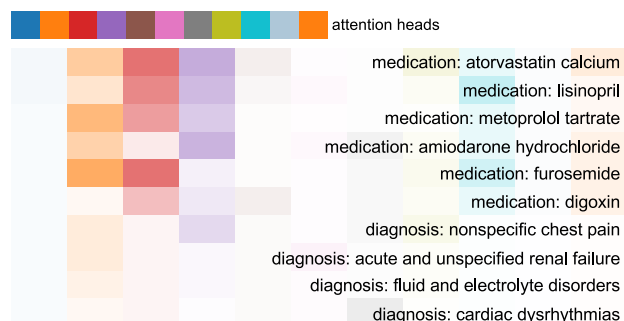 attention heads
medication: atorvastatin calcium
medication: lisinopril
medication: metoprolol tartrate
medication: amiodarone hydrochloride
medication: furosemide
medication: digoxin
diagnosis: nonspecific chest pain
diagnosis: acute and unspecified renal failure
diagnosis: fluid and electrolyte disorders
diagnosis: cardiac dysrhythmias